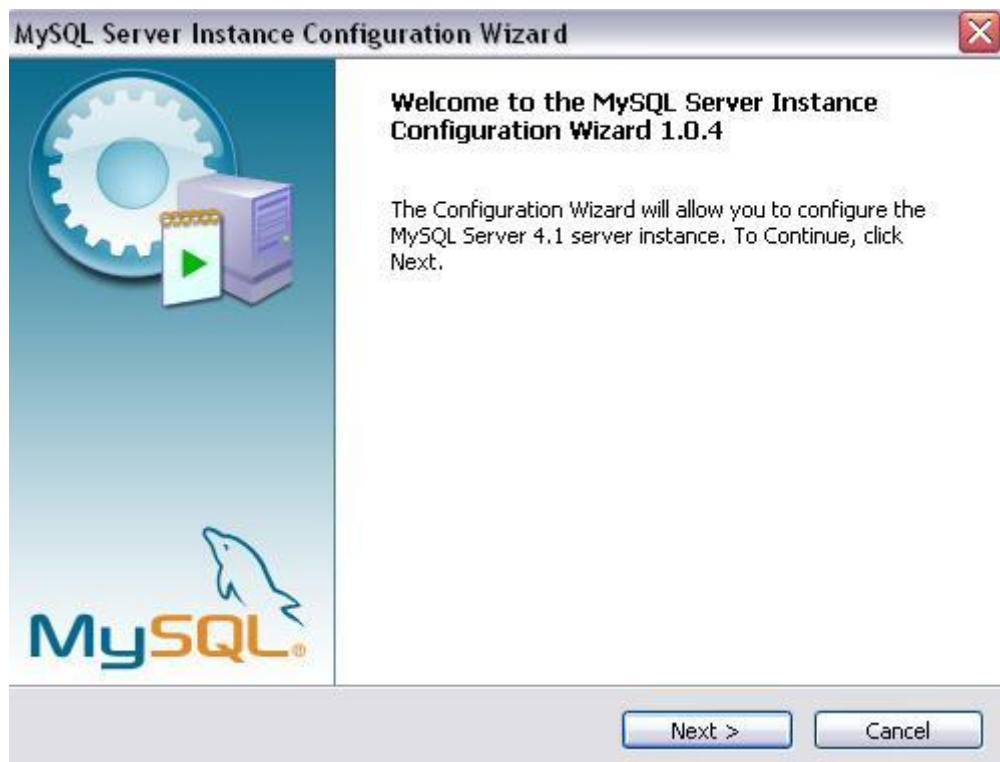 MySQL Server Instance Configuration Wizard
Welcome to the MySQL Server Instance
Configuration Wizard 1.0.4
The Configuration Wizard will allow you to configure the
MySQL Server 4.1 server instance. To Continue, click
Next.
MySQL®
Next >
Cancel